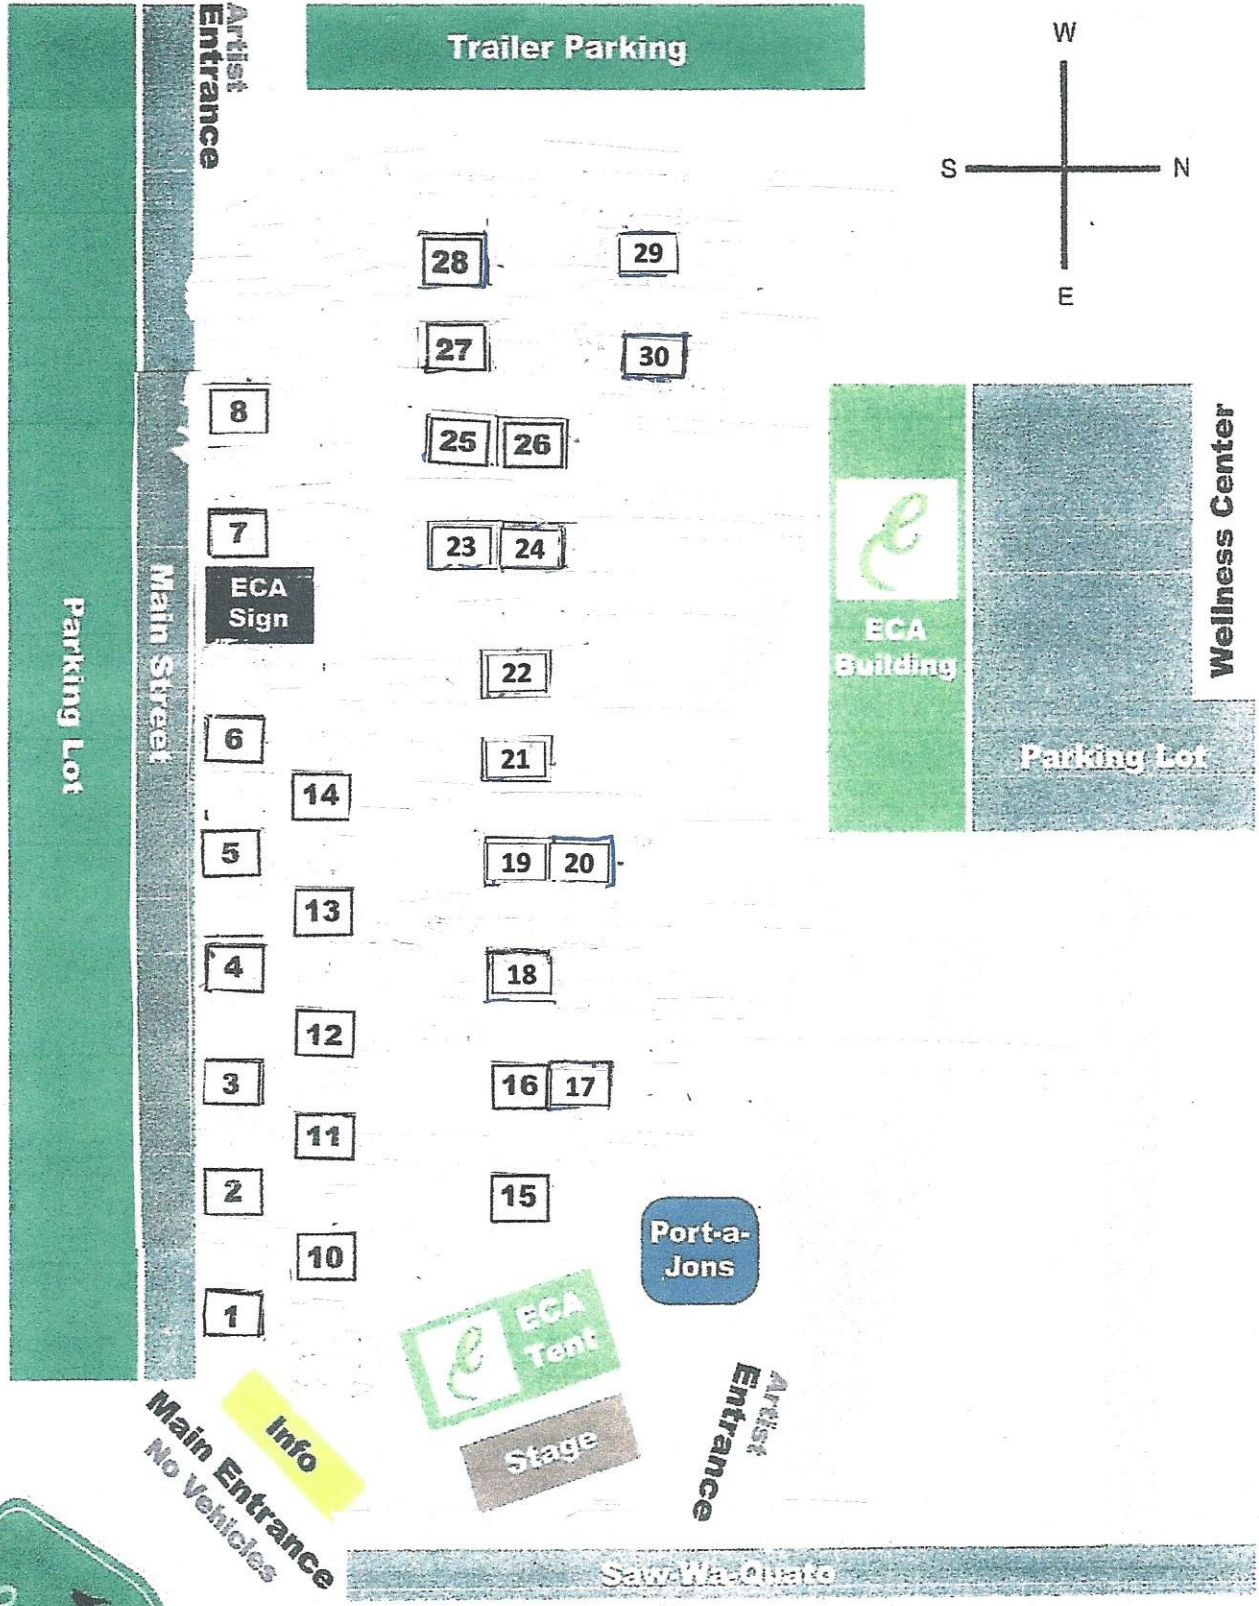 Artist
Entrance
Trailer Parking
W
S
N
E
28
29
27
30
8
25
26
7
23
24
ECA
Sign
ECA
Building
Wellness Center
Parking Lot
Main Street
22
6
21
Parking Lot
14
5
19
20
13
4
18
12
3
16
17
11
2
15
Port-a-
Jons
10
1
ECA
Tent
Info
Stage
Artist
Entrance
Main Entrance
No Vehicles
Saw-Wa-Quato